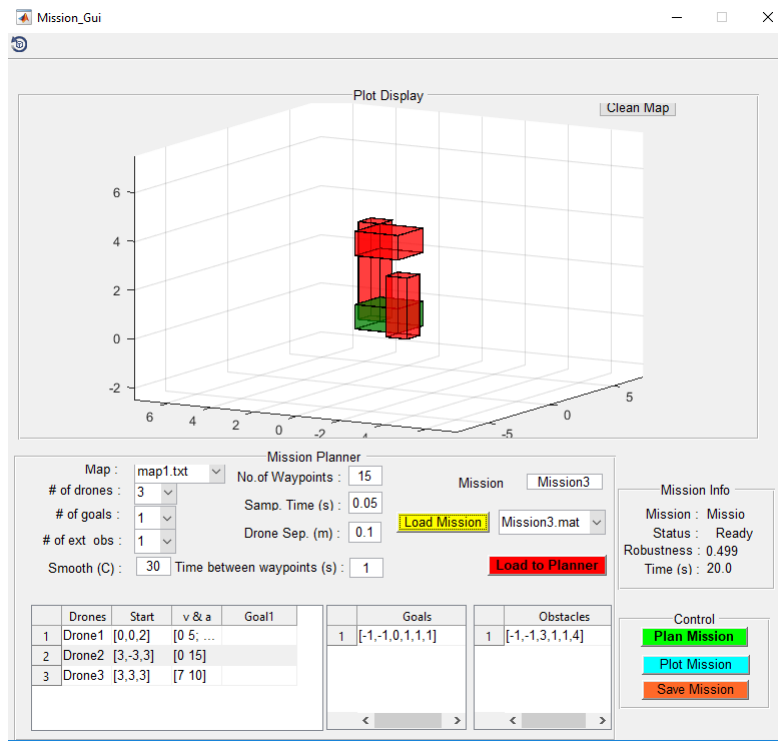 Mission_Gui
Plot Display
Clean Map
6
4
2
0
-2
6 4 2 0 -2 -4 -5 0 5
Mission Planner
Map : map1.txt
# of drones : 3
# of goals : 1
# of ext obs : 1
Smooth (C) : 30
No.of Waypoints : 15
Samp. Time (s) : 0.05
Drone Sep. (m) : 0.1
Time between waypoints (s) : 1
Mission Mission3
Load Mission Mission3.mat
Load to Planner
Mission Info
Mission : Missio
Status : Ready
Robustness : 0.499
Time (s) : 20.0
Drones Start v & a Goal1
1 Drone1 [0,0,2] [0 5; ...
2 Drone2 [3,-3,3] [0 15]
3 Drone3 [3,3,3] [7 10]
Goals
1 [-1,-1,0,1,1,1]
Obstacles
1 [-1,-1,3,1,1,4]
Control
Plan Mission
Plot Mission
Save Mission